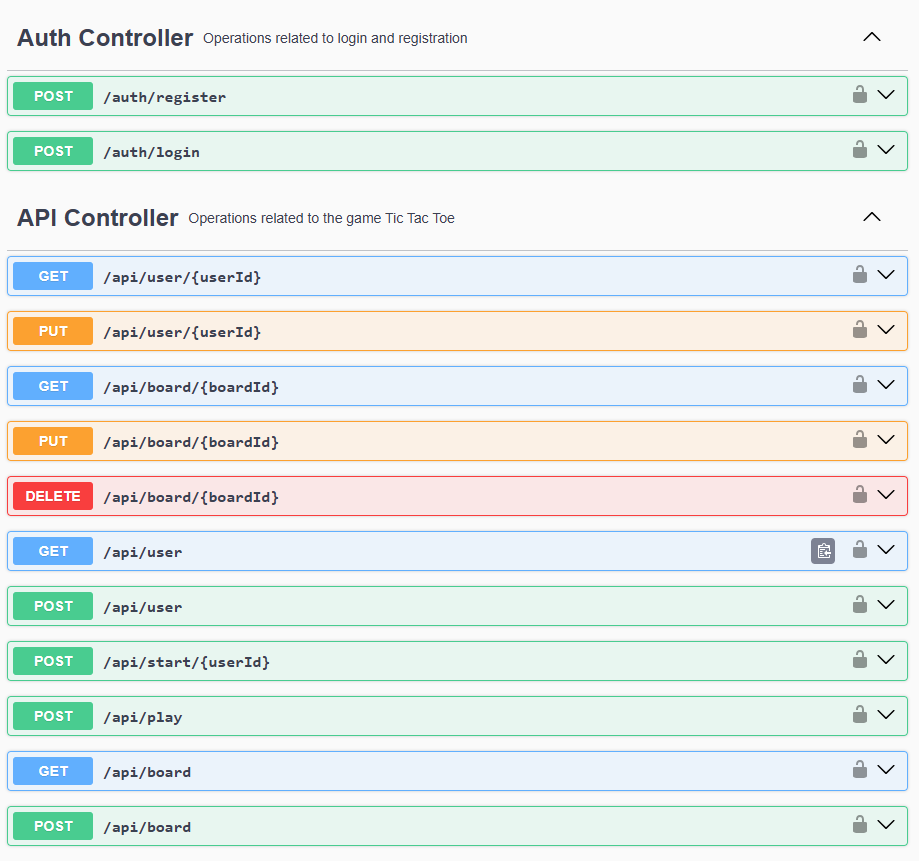 Auth Controller Operations related to login and registration
POST /auth/register
POST /auth/login
API Controller Operations related to the game Tic Tac Toe
GET /api/user/{userId}
PUT /api/user/{userId}
GET /api/board/{boardId}
PUT /api/board/{boardId}
DELETE /api/board/{boardId}
GET /api/user
POST /api/user
POST /api/start/{userId}
POST /api/play
GET /api/board
POST /api/board